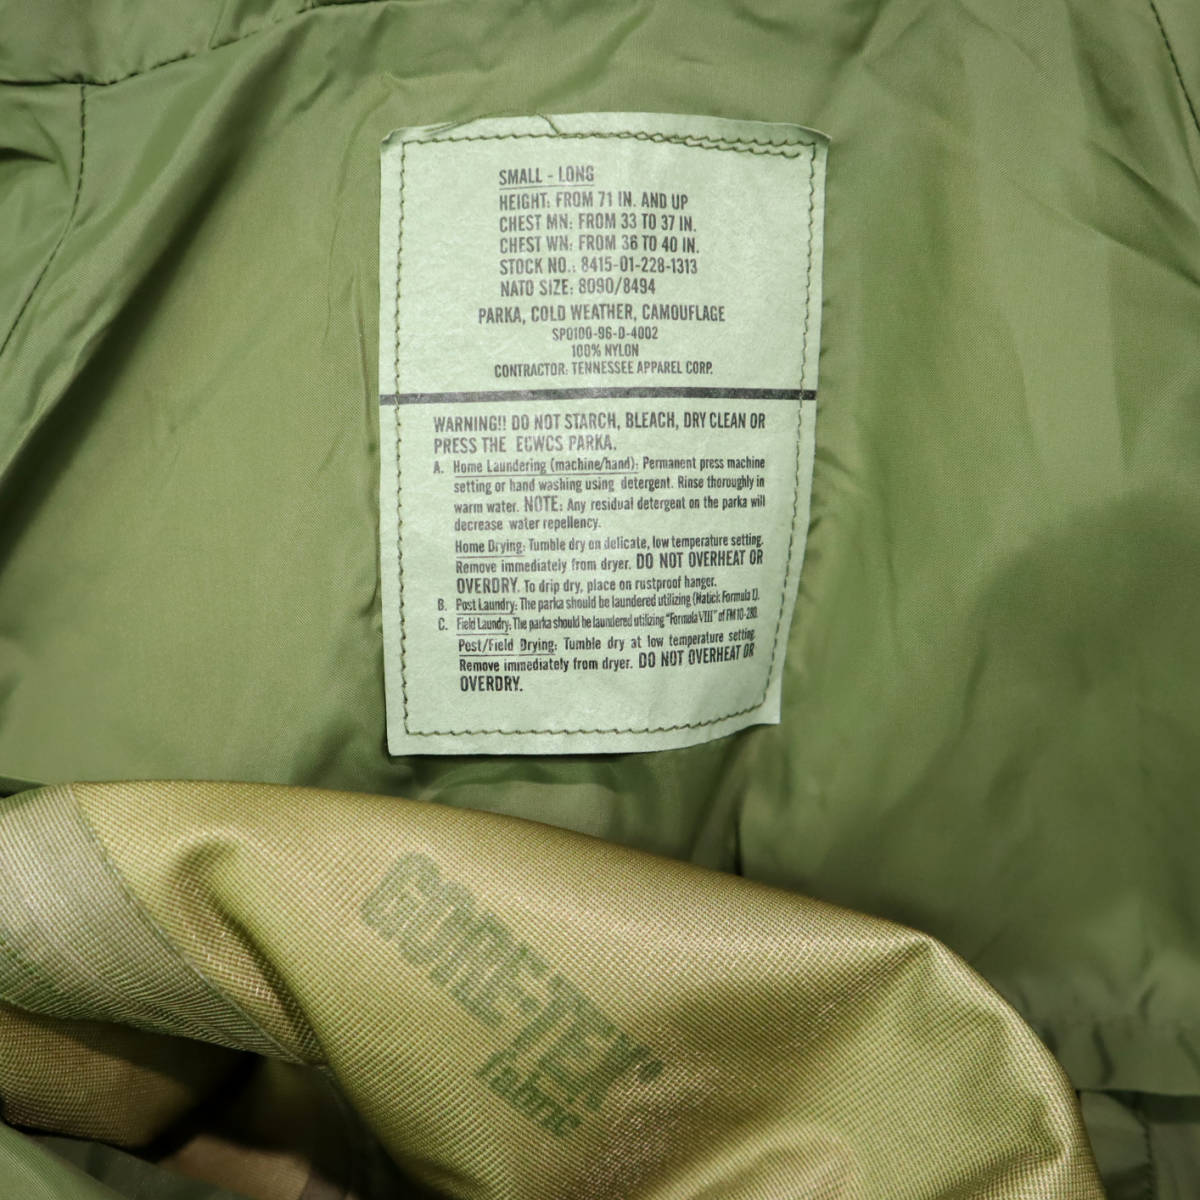 SMALL - LONG
HEIGHT: FROM 71 IN. AND UP
CHEST MN: FROM 33 TO 37 IN.
CHEST WN: FROM 36 TO 40 IN.
STOCK NO.: 8415-01-228-1313
NATO SIZE: 8090/8494
PARKA, COLD WEATHER, CAMOUFLAGE
SPO100-96-D-4002
100% NYLON
CONTRACTOR: TENNESSEE APPAREL CORP.
WARNING!! DO NOT STARCH, BLEACH, DRY CLEAN OR
PRESS THE ECWCS PARKA.
A. Home Laundering (machine/hand): Permanent press machine
setting or hand washing using detergent. Rinse thoroughly in
warm water. NOTE: Any residual detergent on the parka will
decrease water repellency.
Home Drying: Tumble dry on delicate, low temperature setting.
Remove immediately from dryer. DO NOT OVERHEAT OR
OVERDRY. To drip dry, place on rustproof hanger.
B. Post Laundry: The parka should be laundered utilizing (Natick Formula I).
C. Field Laundry: The parka should be laundered utilizing "Formula VIII" of FM 10-280.
Post/Field Drying: Tumble dry at low temperature setting.
Remove immediately from dryer. DO NOT OVERHEAT OR
OVERDRY.
GORE-TEX®
fabric